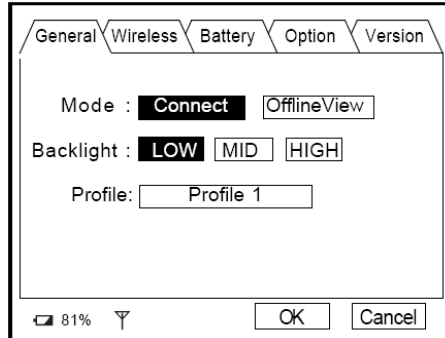 General Wireless Battery Option Version
Mode : Connect OfflineView
Backlight : LOW MID HIGH
Profile: Profile 1
81% OK Cancel